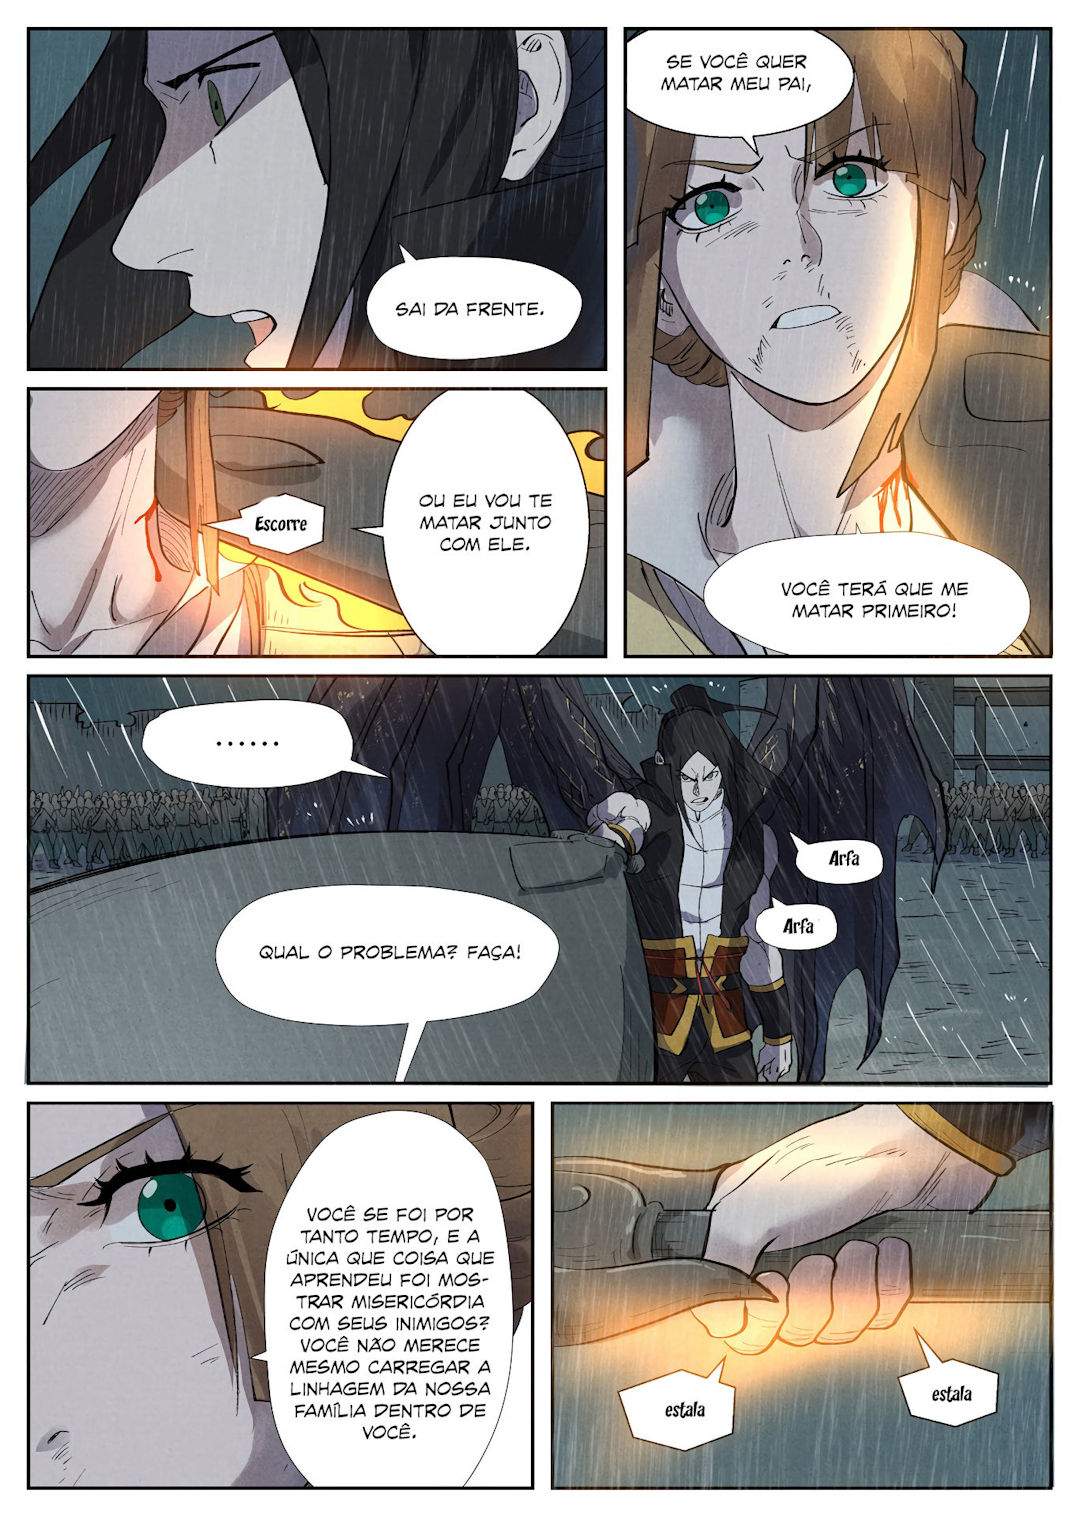 SAI DA FRENTE.
OU EU VOU TE
MATAR JUNTO
COM ELE.
Escorre
SE VOCÊ QUER
MATAR MEU PAI,
VOCÊ TERÁ QUE ME
MATAR PRIMEIRO!
......
Arfa
Arfa
QUAL O PROBLEMA? FAÇA!
VOCÊ SE FOI POR
TANTO TEMPO, E A
ÚNICA QUE COISA QUE
APRENDEU FOI MOS-
TRAR MISERICÓRDIA
COM SEUS INIMIGOS?
VOCÊ NÃO MERECE
MESMO CARREGAR A
LINHAGEM DA NOSSA
FAMÍLIA DENTRO DE
VOCÊ.
estala
estala